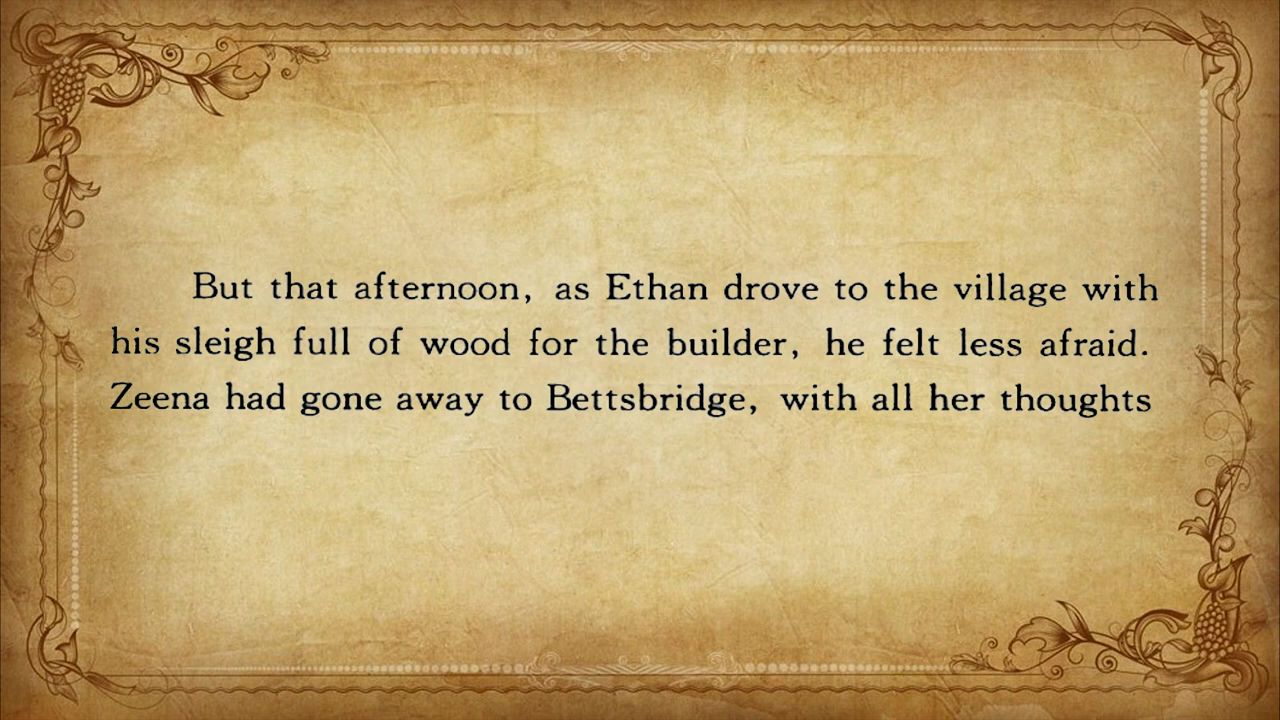 But that afternoon, as Ethan drove to the village with
his sleigh full of wood for the builder, he felt less afraid.
Zeena had gone away to Bettsbridge, with all her thoughts